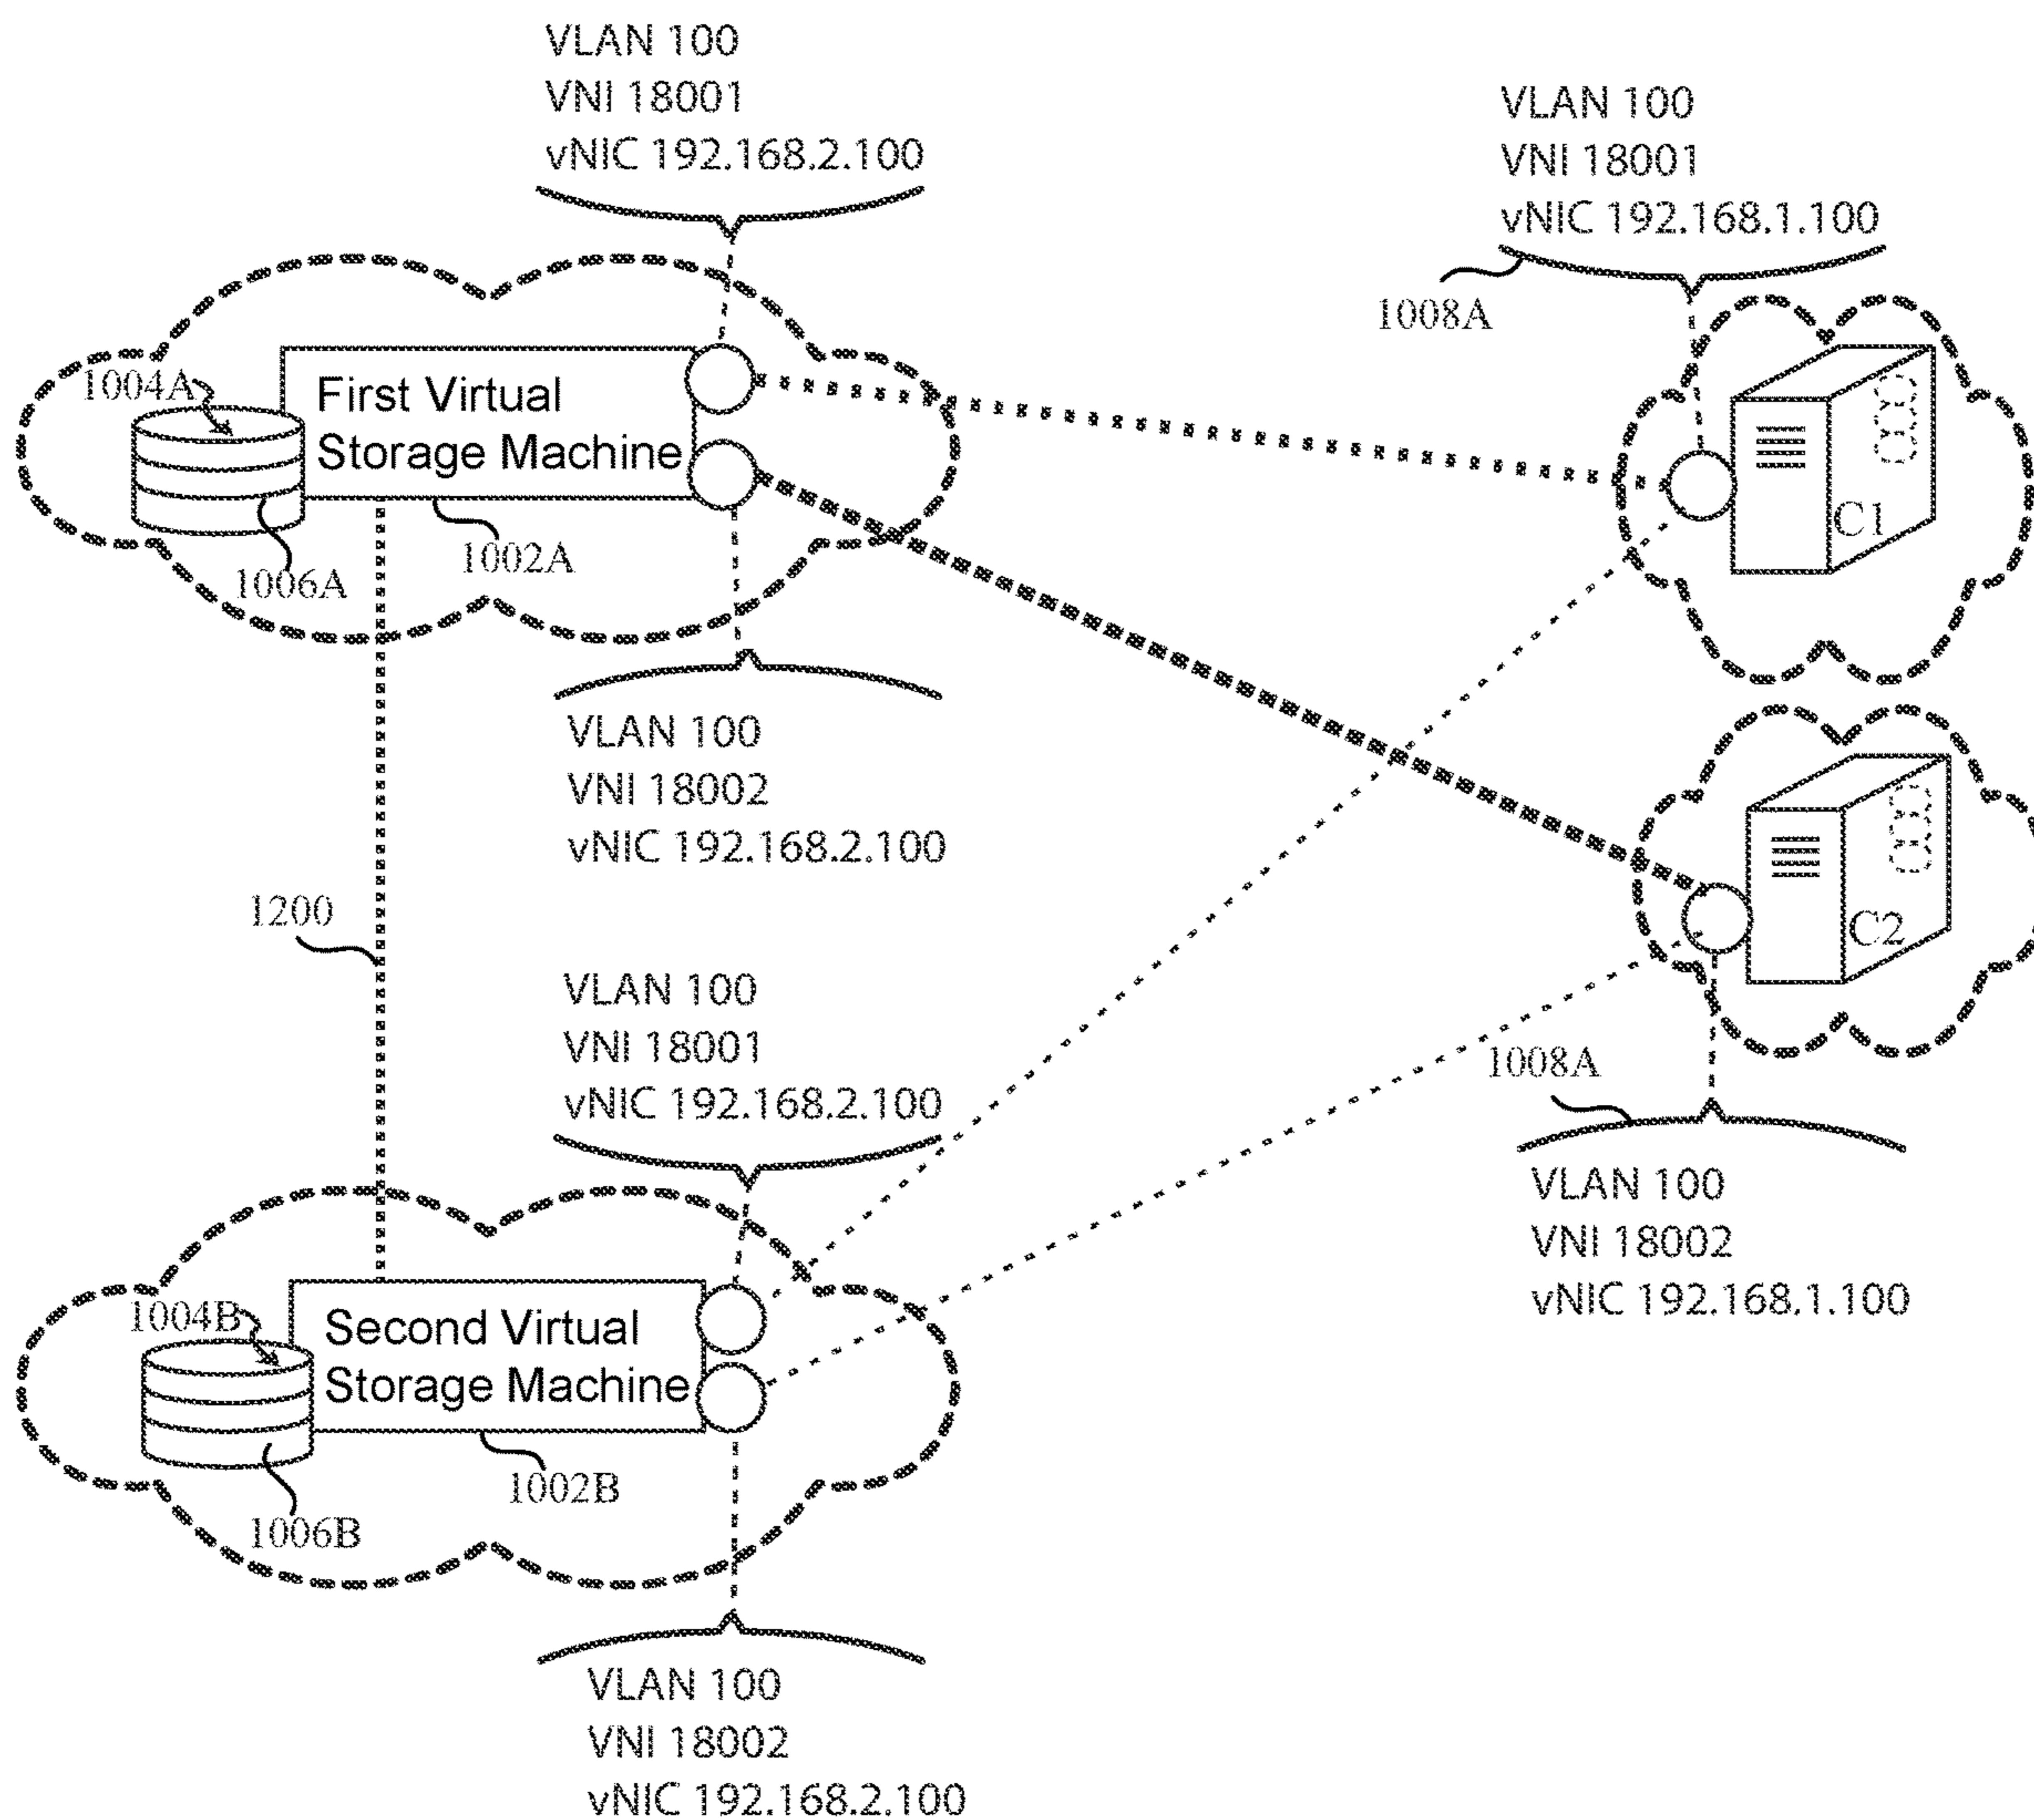 VLAN 100
VNI 18001
vNIC 192.168.2.100
VLAN 100
VNI 18001
vNIC 192.168.1.100
1008A
1004A
First Virtual
Storage Machine
C1
1002A
1006A
VLAN 100
VNI 18002
vNIC 192.168.2.100
1200
C2
VLAN 100
VNI 18001
vNIC 192.168.2.100
1008A
VLAN 100
VNI 18002
vNIC 192.168.1.100
1004B
Second Virtual
Storage Machine
1002B
1006B
VLAN 100
VNI 18002
vNIC 192.168.2.100